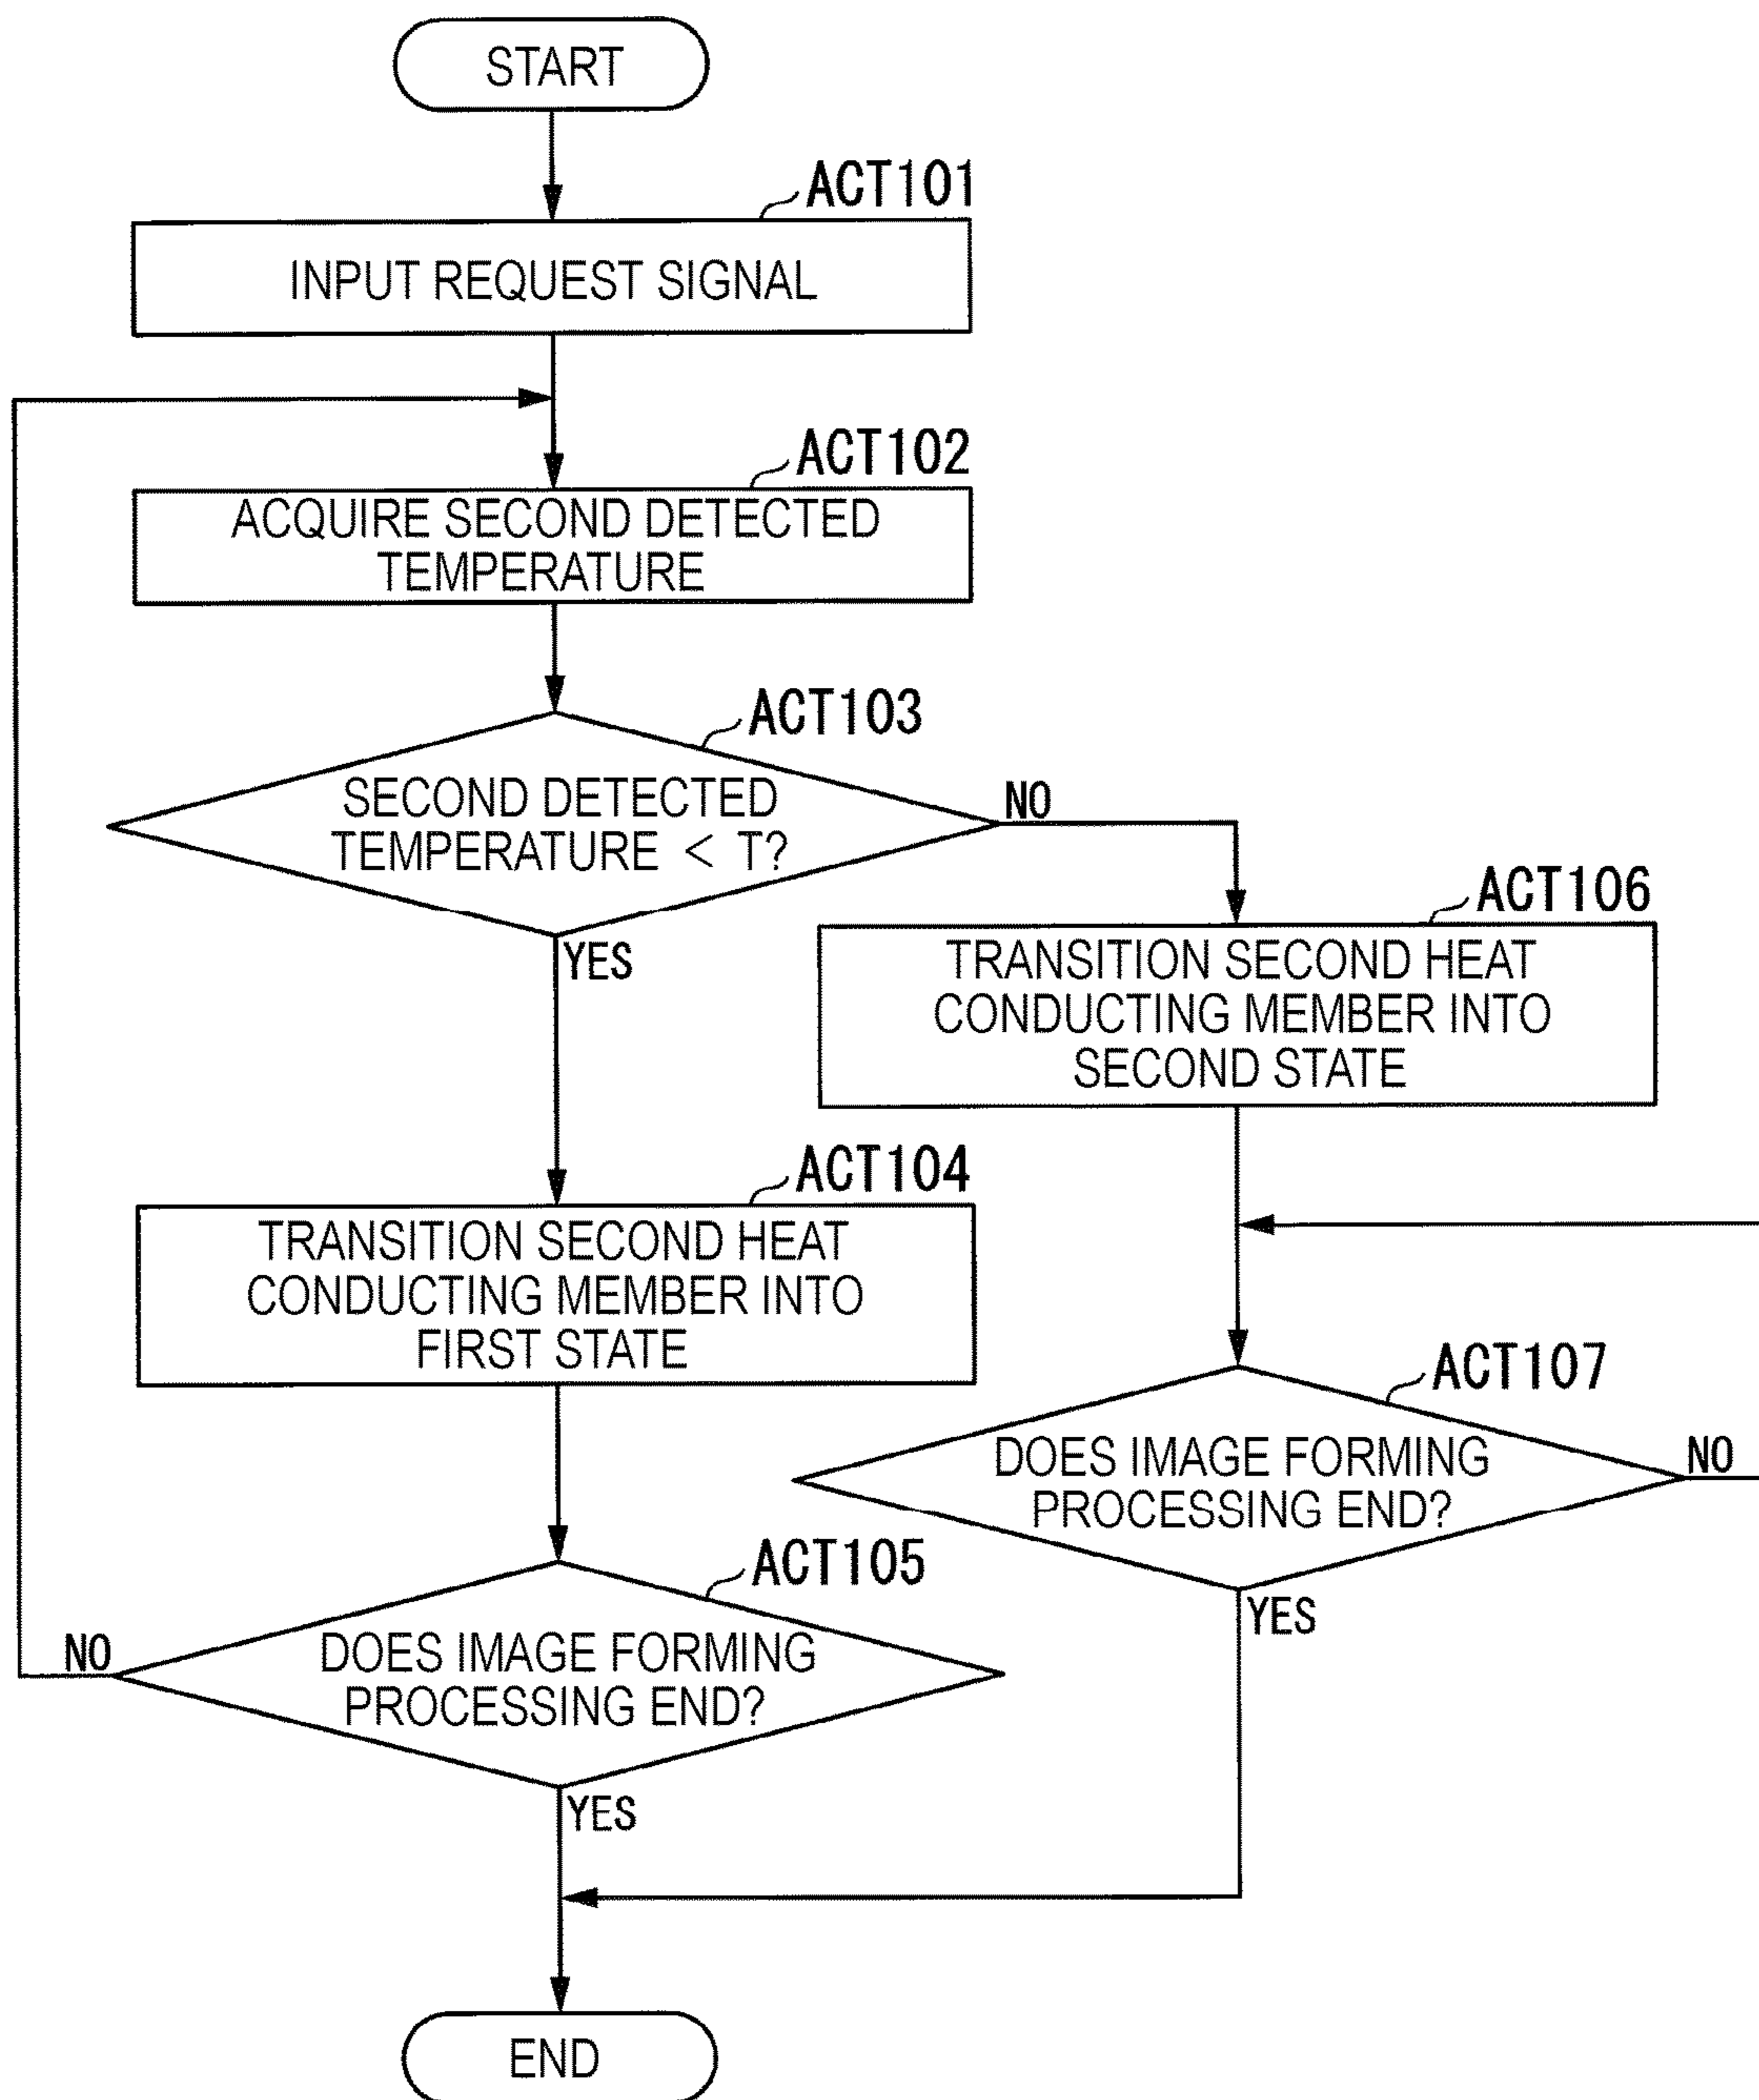 START
ACT101
INPUT REQUEST SIGNAL
ACT102
ACQUIRE SECOND DETECTED
TEMPERATURE
ACT103
SECOND DETECTED
TEMPERATURE < T?
NO
YES
ACT106
TRANSITION SECOND HEAT
CONDUCTING MEMBER INTO
SECOND STATE
ACT104
TRANSITION SECOND HEAT
CONDUCTING MEMBER INTO
FIRST STATE
ACT107
DOES IMAGE FORMING
PROCESSING END?
NO
YES
ACT105
DOES IMAGE FORMING
PROCESSING END?
NO
YES
END